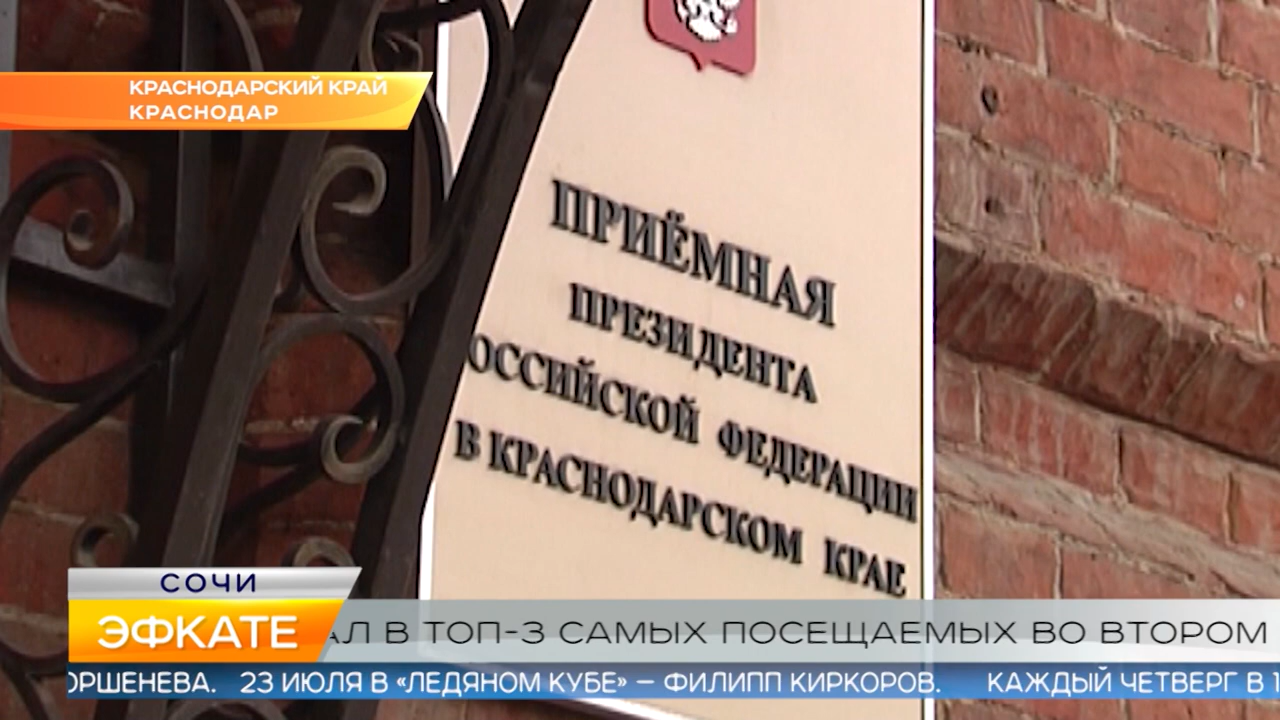 КРАСНОДАРСКИЙ КРАЙ
КРАСНОДАР
ПРИЁМНАЯ
ПРЕЗИДЕНТА
ОССИЙСКОЙ ФЕДЕРАЦИИ
В КРАСНОДАРСКОМ КРАЕ
СОЧИ
ЭФКАТЕ
АЛ В ТОП-3 САМЫХ ПОСЕЩАЕМЫХ ВО ВТОРОМ
ОРШЕНЕВА. 23 ИЮЛЯ В «ЛЕДЯНОМ КУБЕ» – ФИЛИПП КИРКОРОВ. КАЖДЫЙ ЧЕТВЕРГ В 1